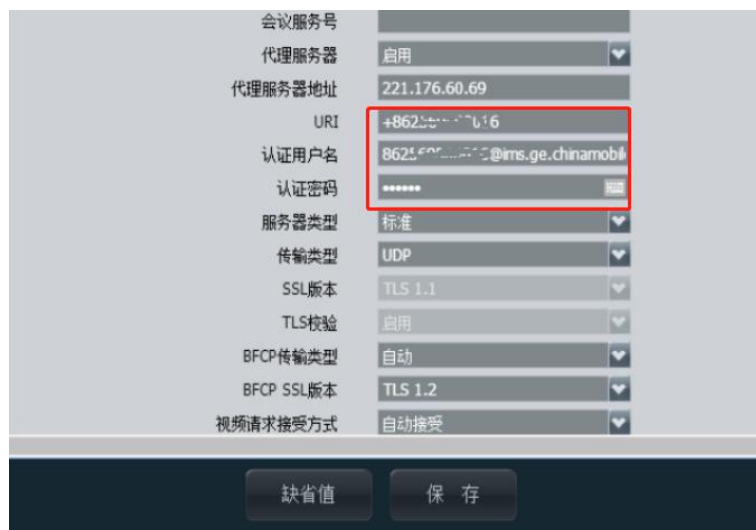 会议服务号
代理服务器 启用
代理服务器地址 221.176.60.69
URI
认证用户名 @ims.ge.chinamobil
认证密码 ••••••
服务器类型 标准
传输类型 UDP
SSL版本 TLS 1.1
TLS校验 启用
BFCP传输类型 自动
BFCP SSL版本 TLS 1.2
视频请求接受方式 自动接受
缺省值 保 存